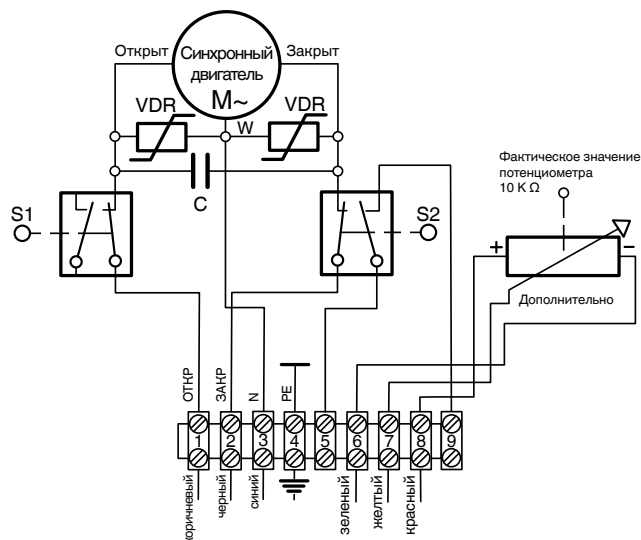 Открыт
Синхронный
двигатель
M~
Закрыт
VDR
VDR
W
C
S1
S2
Фактическое значение
потенциометра
10 K Ω
+
−
Дополнительно
ОТКР
ЗАКР
N
PE
1
2
3
4
5
6
7
8
9
коричневый
черный
синий
зеленый
желтый
красный